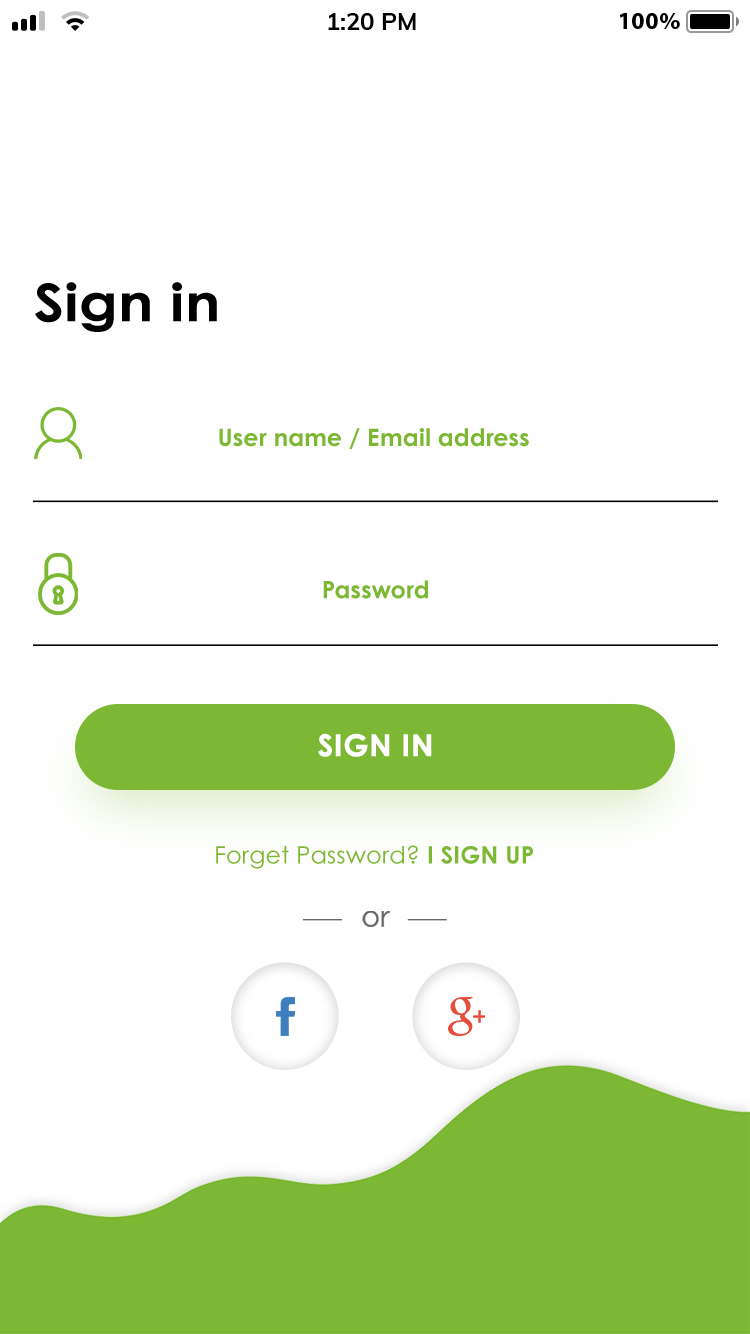 1:20 PM 100%
Sign in
User name / Email address
Password
SIGN IN
Forget Password? I SIGN UP
or
f g+